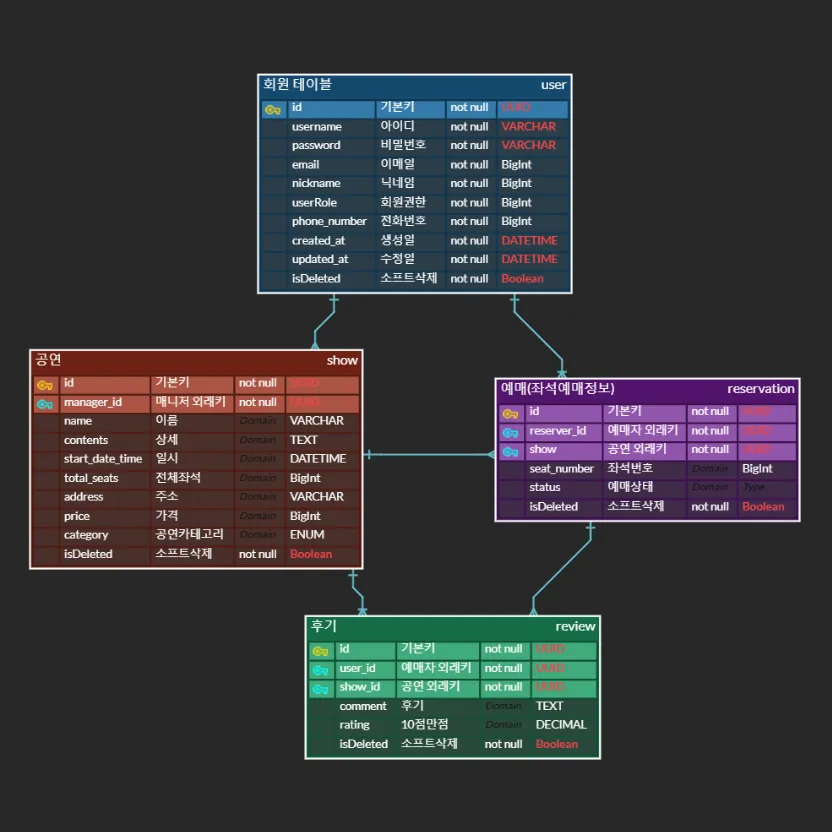 회원 테이블 user
id 기본키 not null UUID
username 아이디 not null VARCHAR
password 비밀번호 not null VARCHAR
email 이메일 not null BigInt
nickname 닉네임 not null BigInt
userRole 회원권한 not null BigInt
phone_number 전화번호 not null BigInt
created_at 생성일 not null DATETIME
updated_at 수정일 not null DATETIME
isDeleted 소프트삭제 not null Boolean
공연 show
id 기본키 not null UUID
manager_id 매니저 외래키 not null UUID
name 이름 Domain VARCHAR
contents 상세 Domain TEXT
start_date_time 일시 Domain DATETIME
total_seats 전체좌석 Domain BigInt
address 주소 Domain VARCHAR
price 가격 Domain BigInt
category 공연카테고리 Domain ENUM
isDeleted 소프트삭제 not null Boolean
예매(좌석예매정보) reservation
id 기본키 not null UUID
reserver_id 예매자 외래키 not null UUID
show 공연 외래키 not null UUID
seat_number 좌석번호 Domain BigInt
status 예매상태 Domain Type
isDeleted 소프트삭제 not null Boolean
후기 review
id 기본키 not null UUID
user_id 예매자 외래키 not null UUID
show_id 공연 외래키 not null UUID
comment 후기 Domain TEXT
rating 10점만점 Domain DECIMAL
isDeleted 소프트삭제 not null Boolean